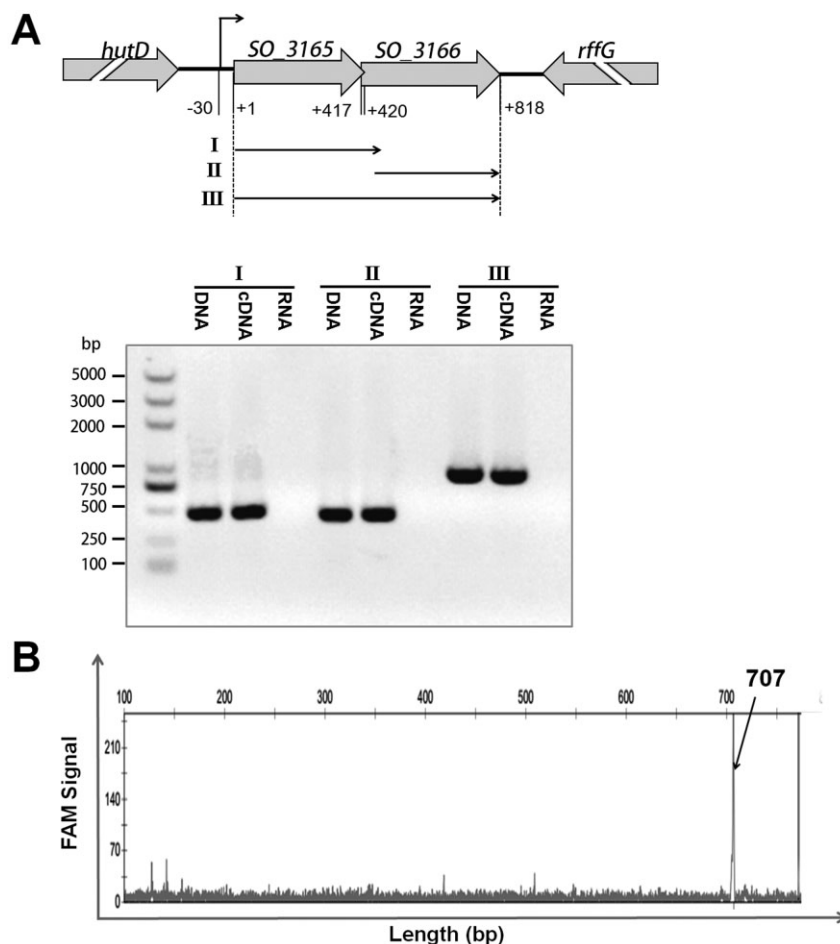 A
hutD SO_3165 SO_3166 rffG
-30 +1 +417 +420 +818
I
II
III
I II III
DNA cDNA RNA DNA cDNA RNA DNA cDNA RNA
bp
5000
3000
2000
1000
750
500
250
100
B
707
100 200 300 400 500 600 700
210
140
70
0
FAM Signal
Length (bp)